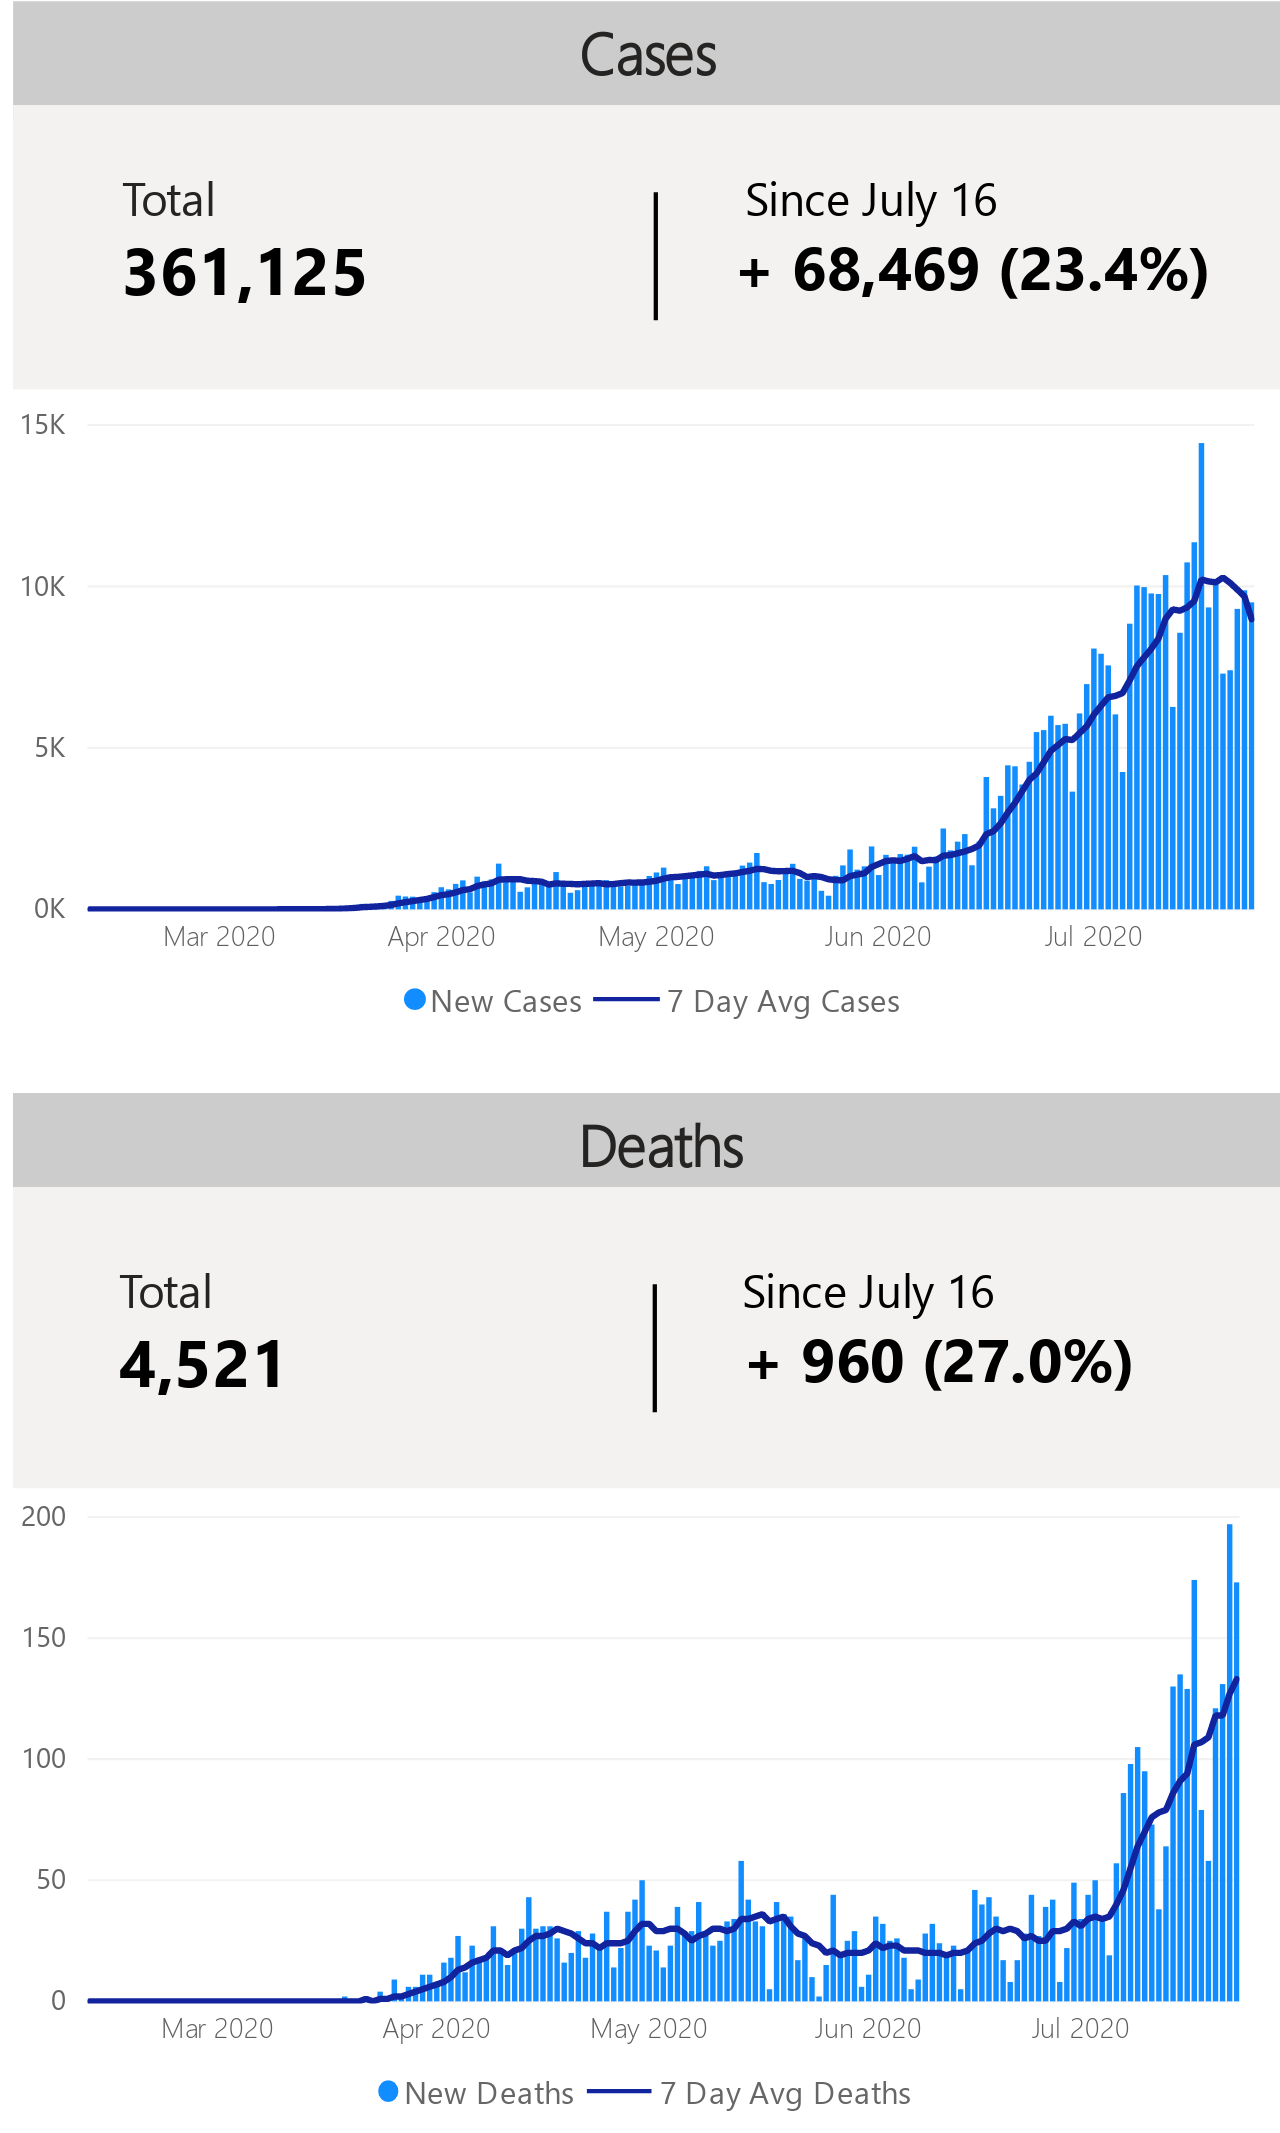 Cases
Total
Since July 16
361,125
+ 68,469 (23.4%)
15K
10K
5K
0K
Mar 2020
Apr 2020
May 2020
Jun 2020
Jul 2020
New Cases
7 Day Avg Cases
Deaths
Total
Since July 16
4,521
+ 960 (27.0%)
200
150
100
50
0
Mar 2020
Apr 2020
May 2020
Jun 2020
Jul 2020
New Deaths
7 Day Avg Deaths